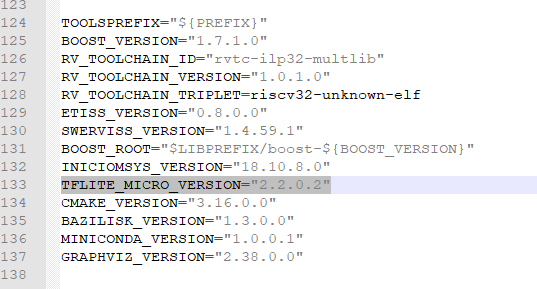 123
124 TOOLSPREFIX="${PREFIX}"
125 BOOST_VERSION="1.7.1.0"
126 RV_TOOLCHAIN_ID="rvtc-ilp32-multlib"
127 RV_TOOLCHAIN_VERSION="1.0.1.0"
128 RV_TOOLCHAIN_TRIPLET=riscv32-unknown-elf
129 ETISS_VERSION="0.8.0.0"
130 SWERVISS_VERSION="1.4.59.1"
131 BOOST_ROOT="$LIBPREFIX/boost-${BOOST_VERSION}"
132 INICIOMSYS_VERSION="18.10.8.0"
133 TFLITE_MICRO_VERSION="2.2.0.2"
134 CMAKE_VERSION="3.16.0.0"
135 BAZILISK_VERSION="1.3.0.0"
136 MINICONDA_VERSION="1.0.0.1"
137 GRAPHVIZ_VERSION="2.38.0.0"
138